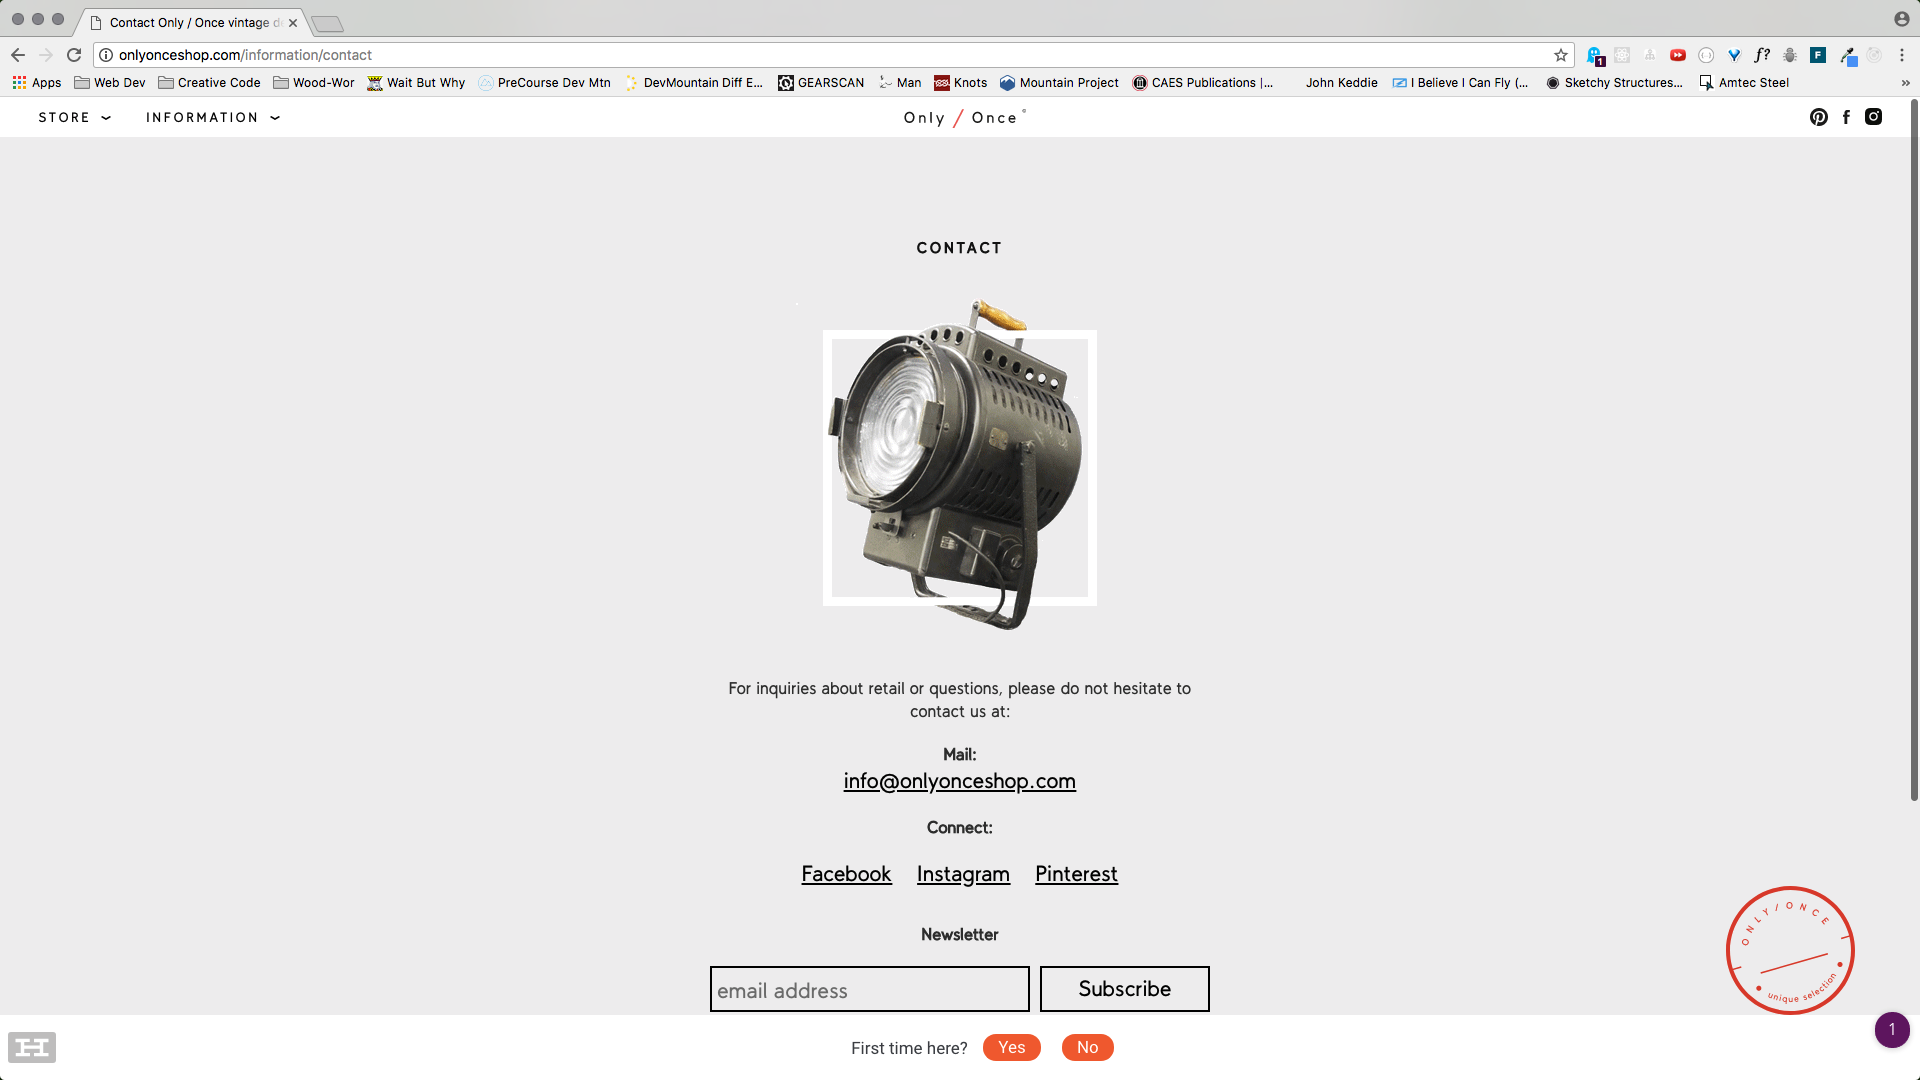 Contact Only / Once vintage d
onlyonceshop.com/information/contact
1
f?
F
Apps
Web Dev
Creative Code
Wood-Wor
Wait But Why
PreCourse Dev Mtn
DevMountain Diff E...
GEARSCAN
Man
Knots
Mountain Project
CAES Publications |...
John Keddie
I Believe I Can Fly (...
Sketchy Structures...
Amtec Steel
»
STORE
INFORMATION
Only / Once
CONTACT
For inquiries about retail or questions, please do not hesitate to
contact us at:
Mail:
info@onlyonceshop.com
Connect:
Facebook Instagram Pinterest
Newsletter
email address
Subscribe
ONLY/ONCE
unique selection
First time here?
Yes
No
1